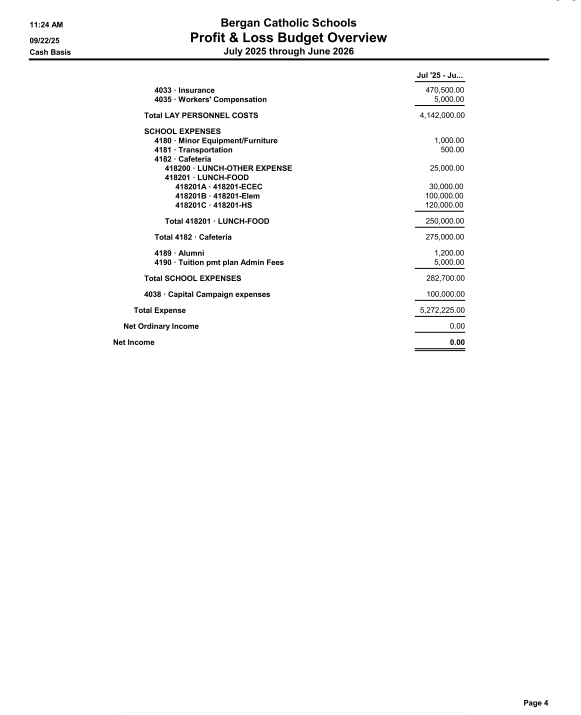 11:24 AM
09/22/25
Cash Basis
Bergan Catholic Schools
Profit & Loss Budget Overview
July 2025 through June 2026
Jul '25 - Ju...
4033 · Insurance 470,500.00
4035 · Workers' Compensation 5,000.00
Total LAY PERSONNEL COSTS 4,142,000.00
SCHOOL EXPENSES
4180 · Minor Equipment/Furniture 1,000.00
4181 · Transportation 500.00
4182 · Cafeteria
418200 · LUNCH-OTHER EXPENSE 25,000.00
418201 · LUNCH-FOOD
418201A · 418201-ECEC 30,000.00
418201B · 418201-Elem 100,000.00
418201C · 418201-HS 120,000.00
Total 418201 · LUNCH-FOOD 250,000.00
Total 4182 · Cafeteria 275,000.00
4189 · Alumni 1,200.00
4190 · Tuition pmt plan Admin Fees 5,000.00
Total SCHOOL EXPENSES 282,700.00
4038 · Capital Campaign expenses 100,000.00
Total Expense 5,272,225.00
Net Ordinary Income 0.00
Net Income 0.00
Page 4